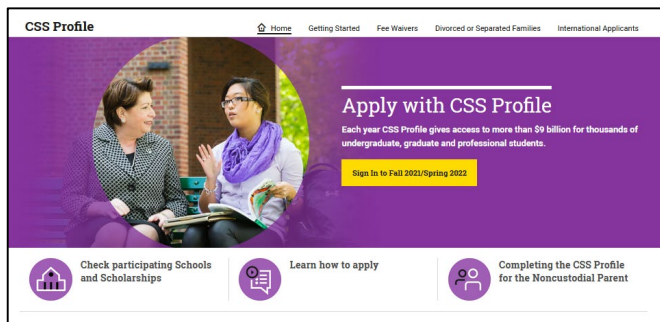 CSS Profile
Home Getting Started Fee Waivers Divorced or Separated Families International Applicants
Apply with CSS Profile
Each year CSS Profile gives access to more than $9 billion for thousands of
undergraduate, graduate and professional students.
Sign In to Fall 2021/Spring 2022
Check participating Schools
and Scholarships
Learn how to apply
Completing the CSS Profile
for the Noncustodial Parent